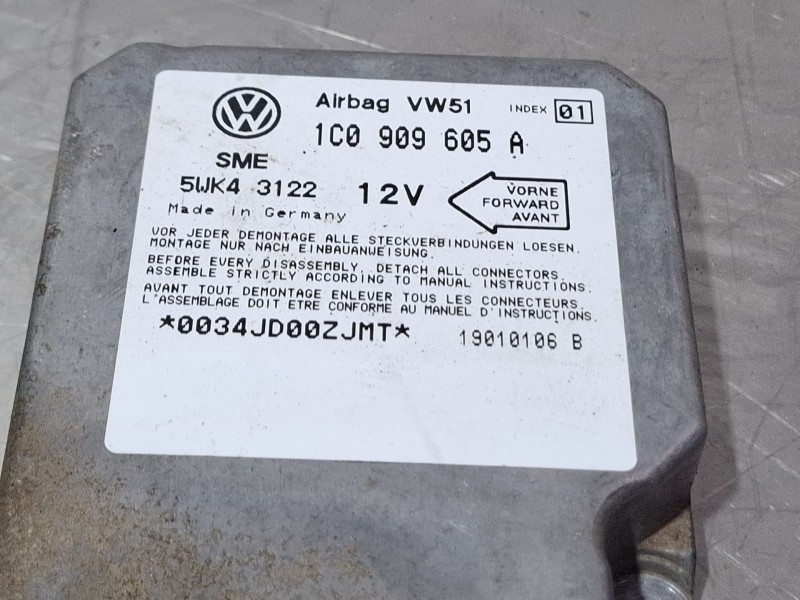 Airbag VW51 INDEX 01
1C0 909 605 A
VW
SME
5WK4 3122 12V
VORNE
FORWARD
AVANT
Made in Germany
VOR JEDER DEMONTAGE ALLE STECKVERBINDUNGEN LOESEN.
MONTAGE NUR NACH EINBAUANWEISUNG.
BEFORE EVERY DISASSEMBLY, DETACH ALL CONNECTORS.
ASSEMBLE STRICTLY ACCORDING TO MANUAL INSTRUCTIONS.
AVANT TOUT DEMONTAGE ENLEVER TOUS LES CONNECTEURS.
L'ASSEMBLAGE DOIT ETRE CONFORME AU MANUEL D'INSTRUCTIONS.
*0034JD00ZJMT* 19010106 B